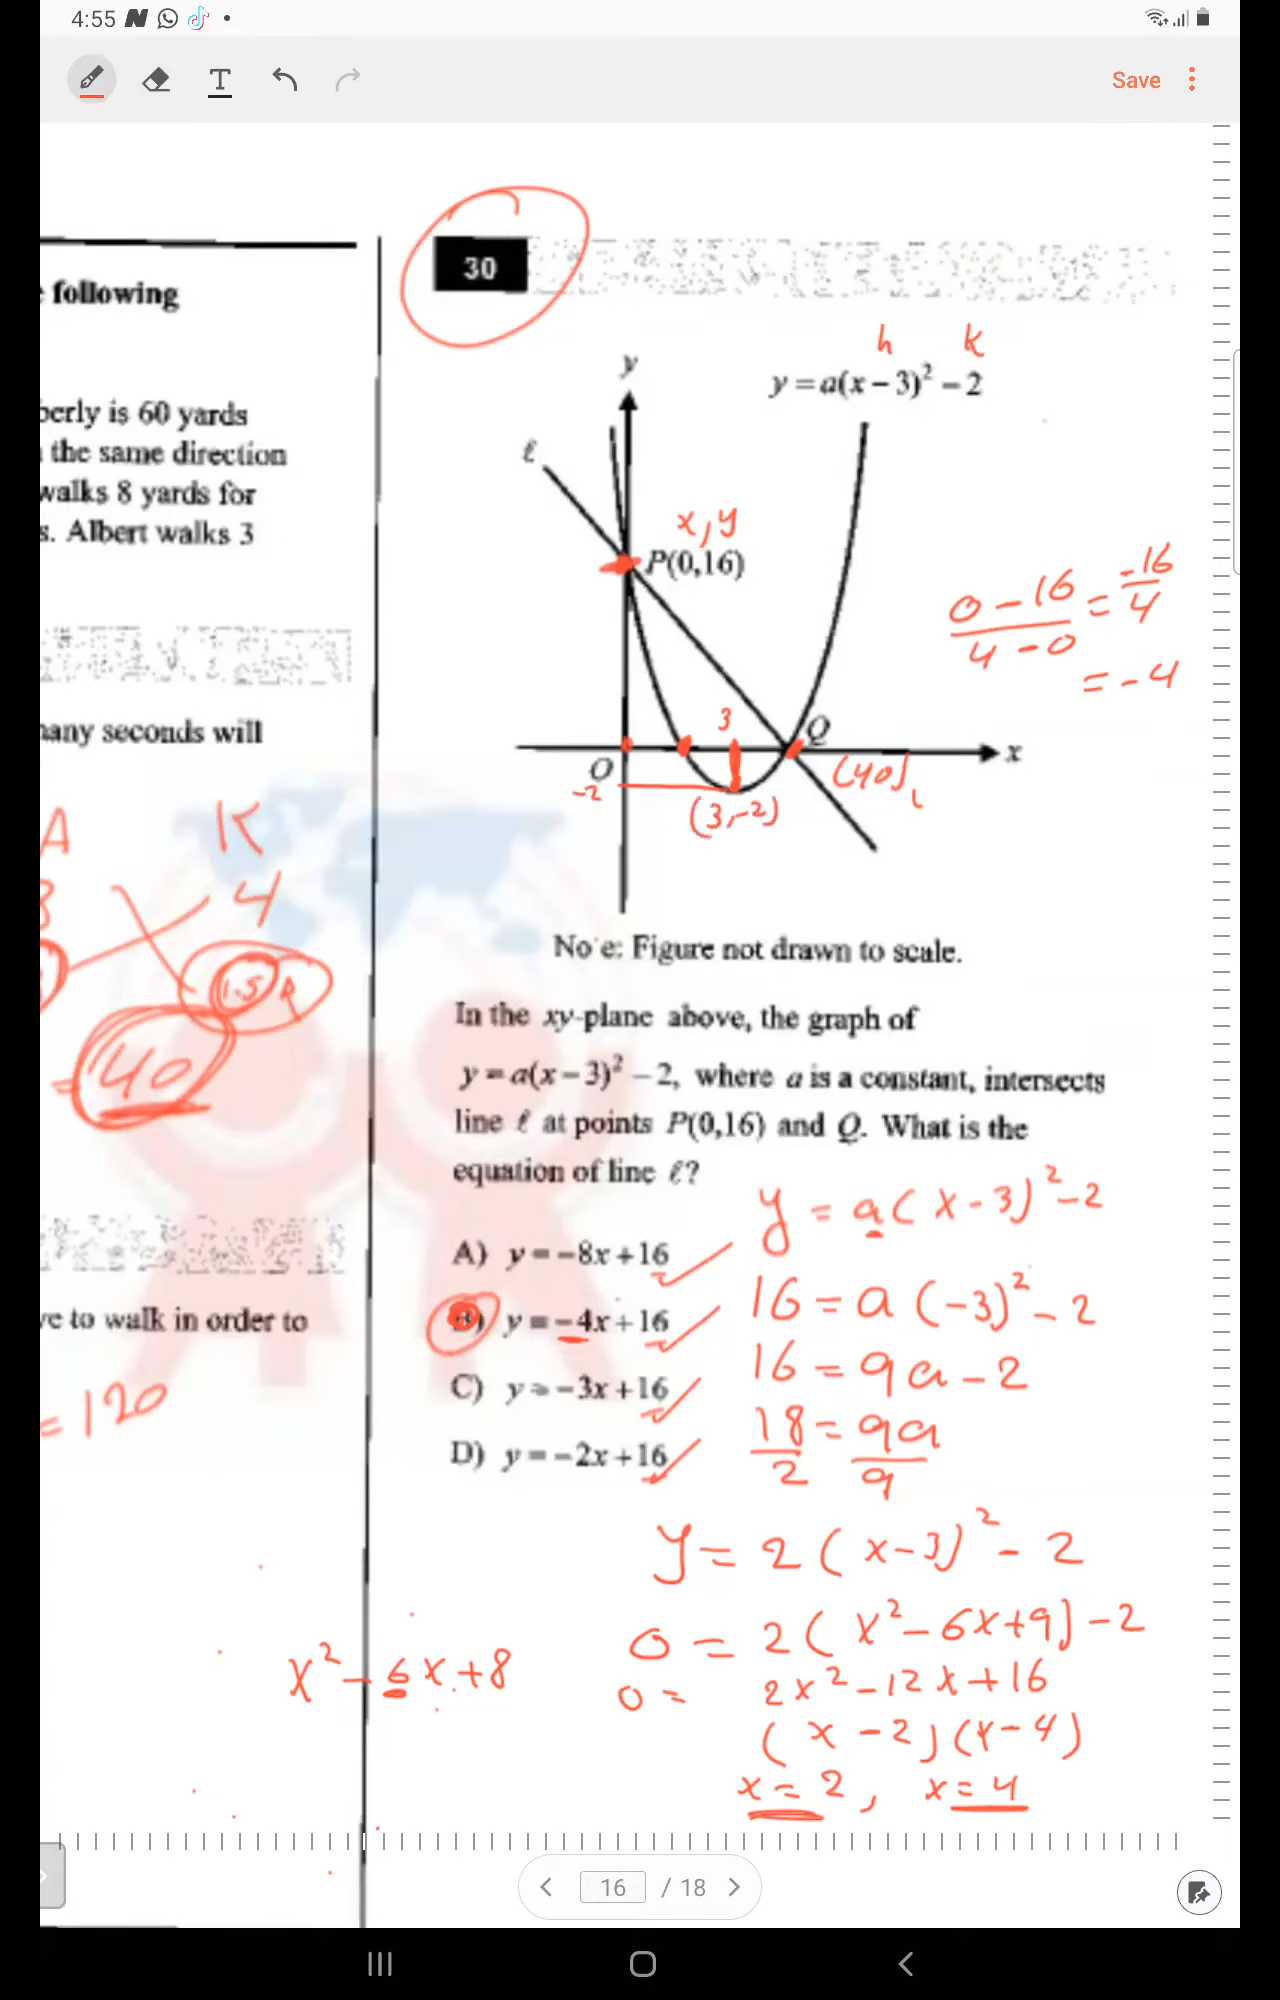 4:55
T
Save
following
30
h k
y = a(x − 3)² − 2
y
berly is 60 yards
the same direction
walks 8 yards for
s. Albert walks 3
ℓ
x, y
P(0,16)
0 - 16 = -16
4 - 0 4
= -4
many seconds will
3
Q
x
O
-2
(3,-2)
A K
4
1.5
No e: Figure not drawn to scale.
In the xy-plane above, the graph of
y = a(x − 3)² − 2, where a is a constant, intersects
= 40
line ℓ at points P(0,16) and Q. What is the
equation of line ℓ?
y = a(x-3)²-2
A) y = −8x + 16
16 = a(-3)²-2
ve to walk in order to
B) y = −4x + 16
16 = 9a - 2
C) y = −3x + 16
= 120
18 = 9a
2 9
D) y = −2x + 16
y = 2(x-3)² - 2
0 = 2(x²-6x+9)-2
x² - 6x + 8
0 = 2x²-12x+16
(x-2)(x-4)
x = 2, x = 4
16 / 18